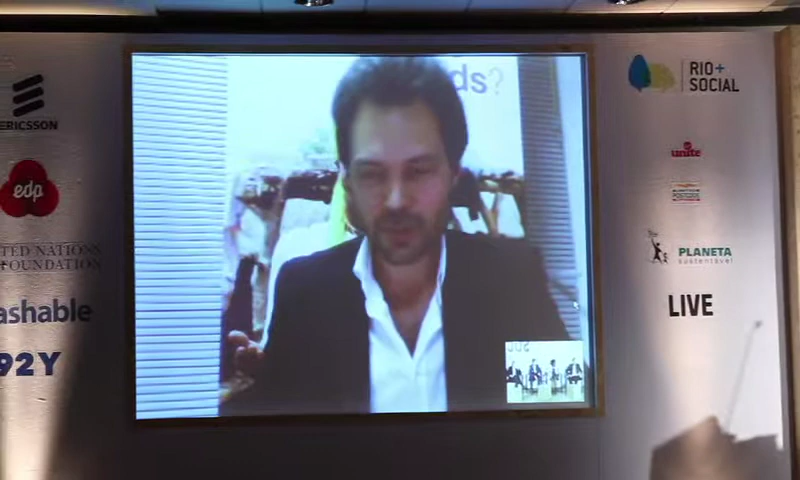 ERICSSON
edp
TED NATIONS
FOUNDATION
ashable
92Y
ds?
RIO+
SOCIAL
unite
PLANETA
sustentável
LIVE